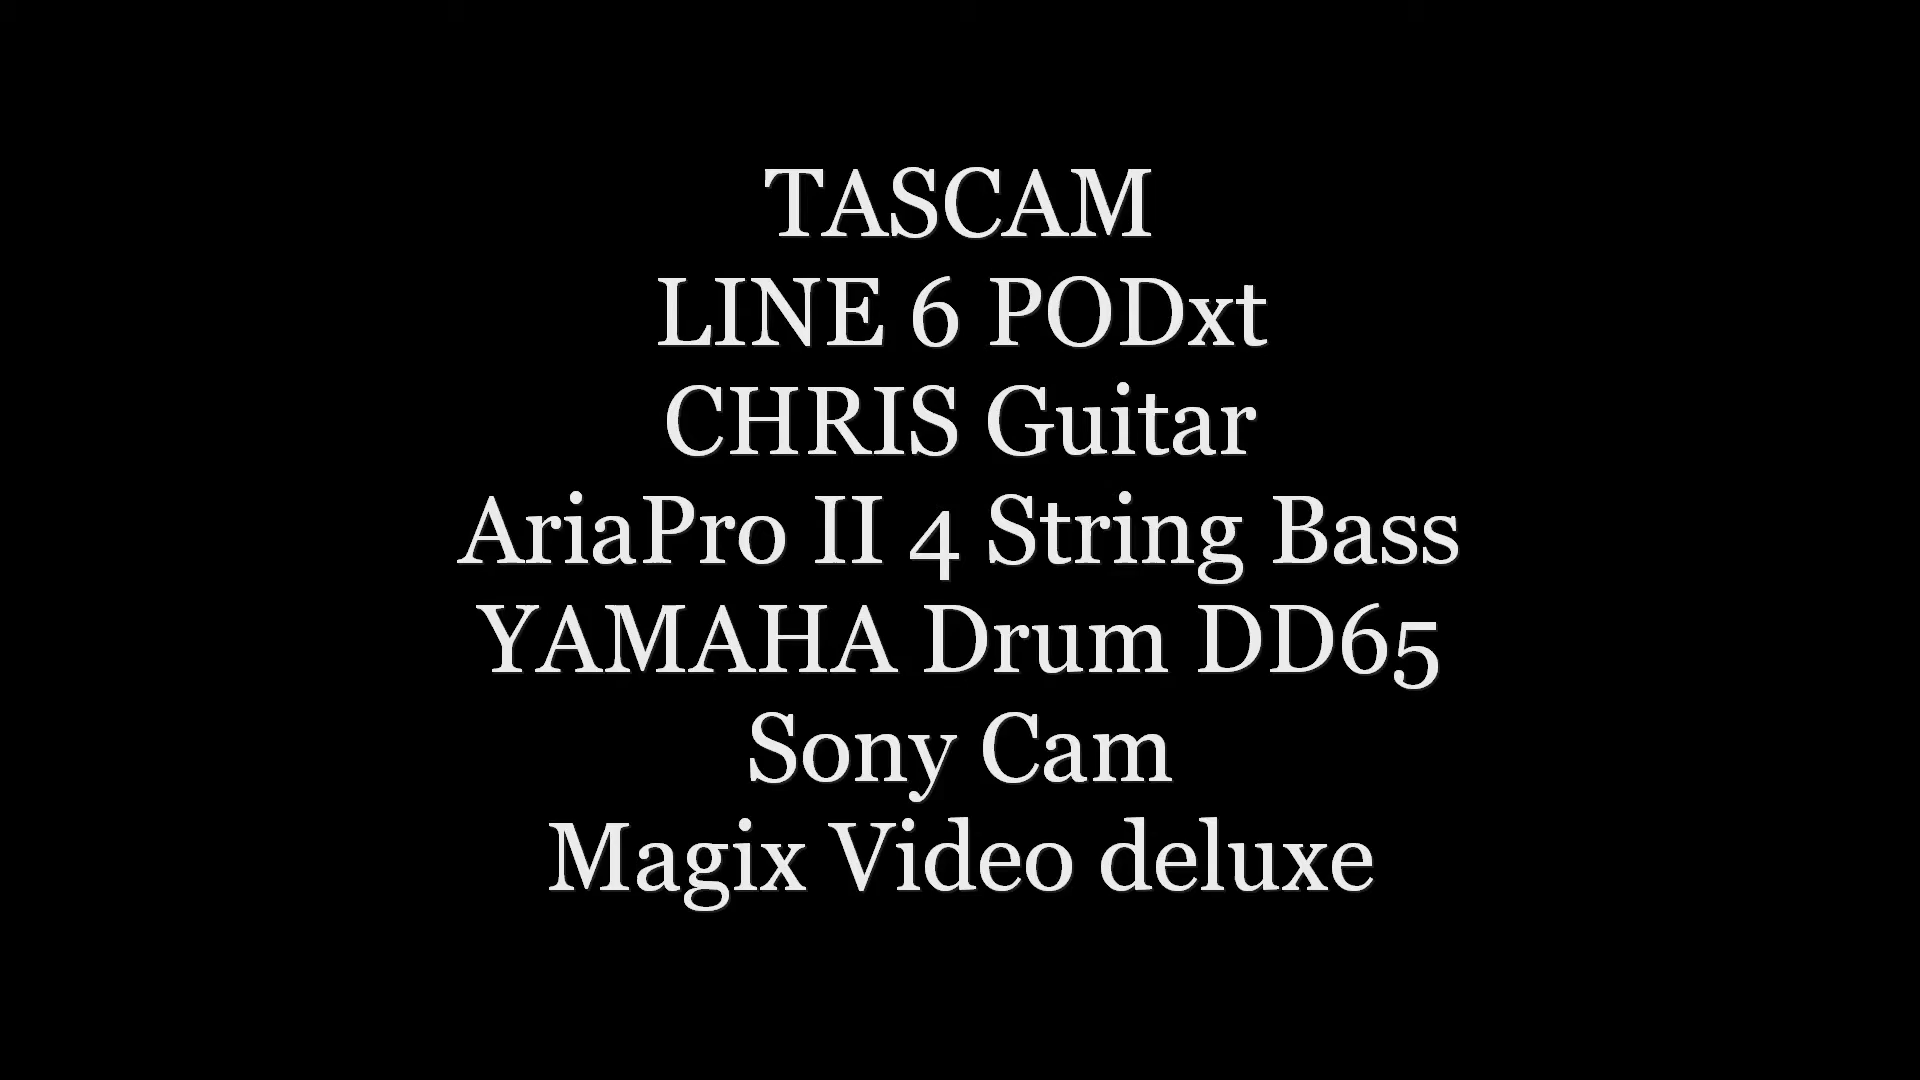 TASCAM
LINE 6 PODxt
CHRIS Guitar
AriaPro II 4 String Bass
YAMAHA Drum DD65
Sony Cam
Magix Video deluxe